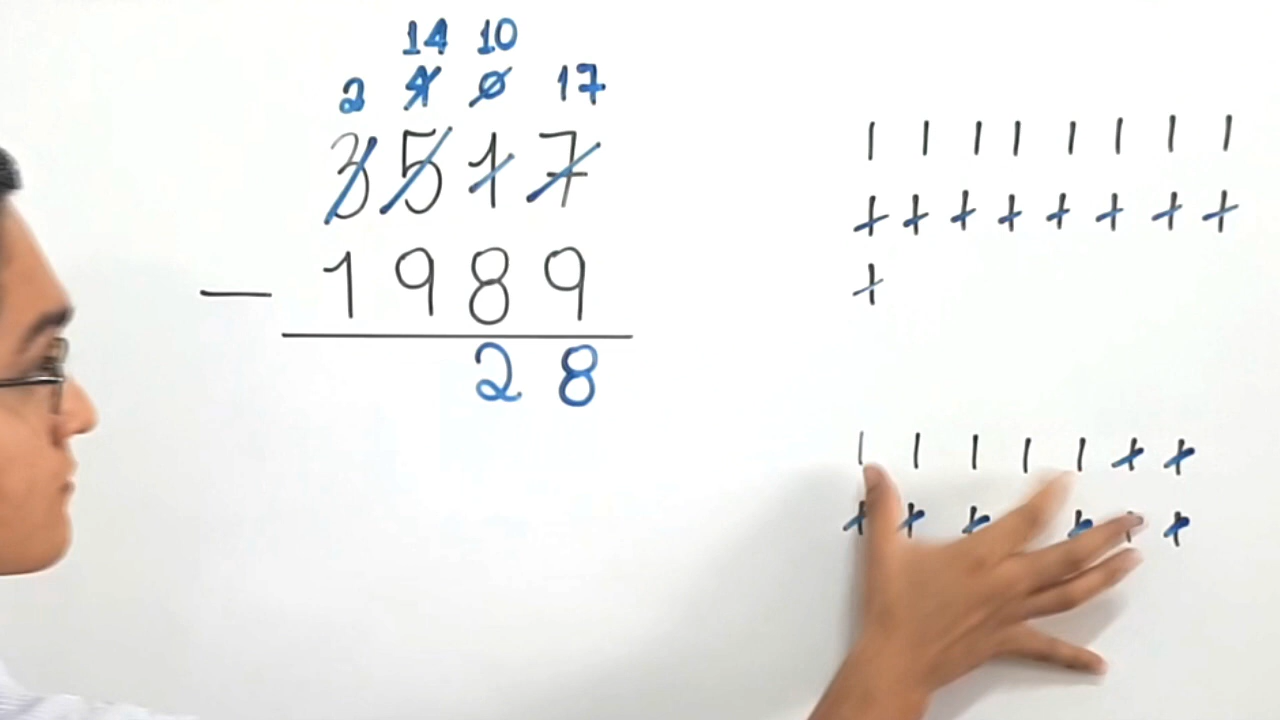 14 10
2 4 0 17
3517
- 1989
28
| | | | | | | |
+ + + + + + + +
+
| | | | | + +
+ + + + + +